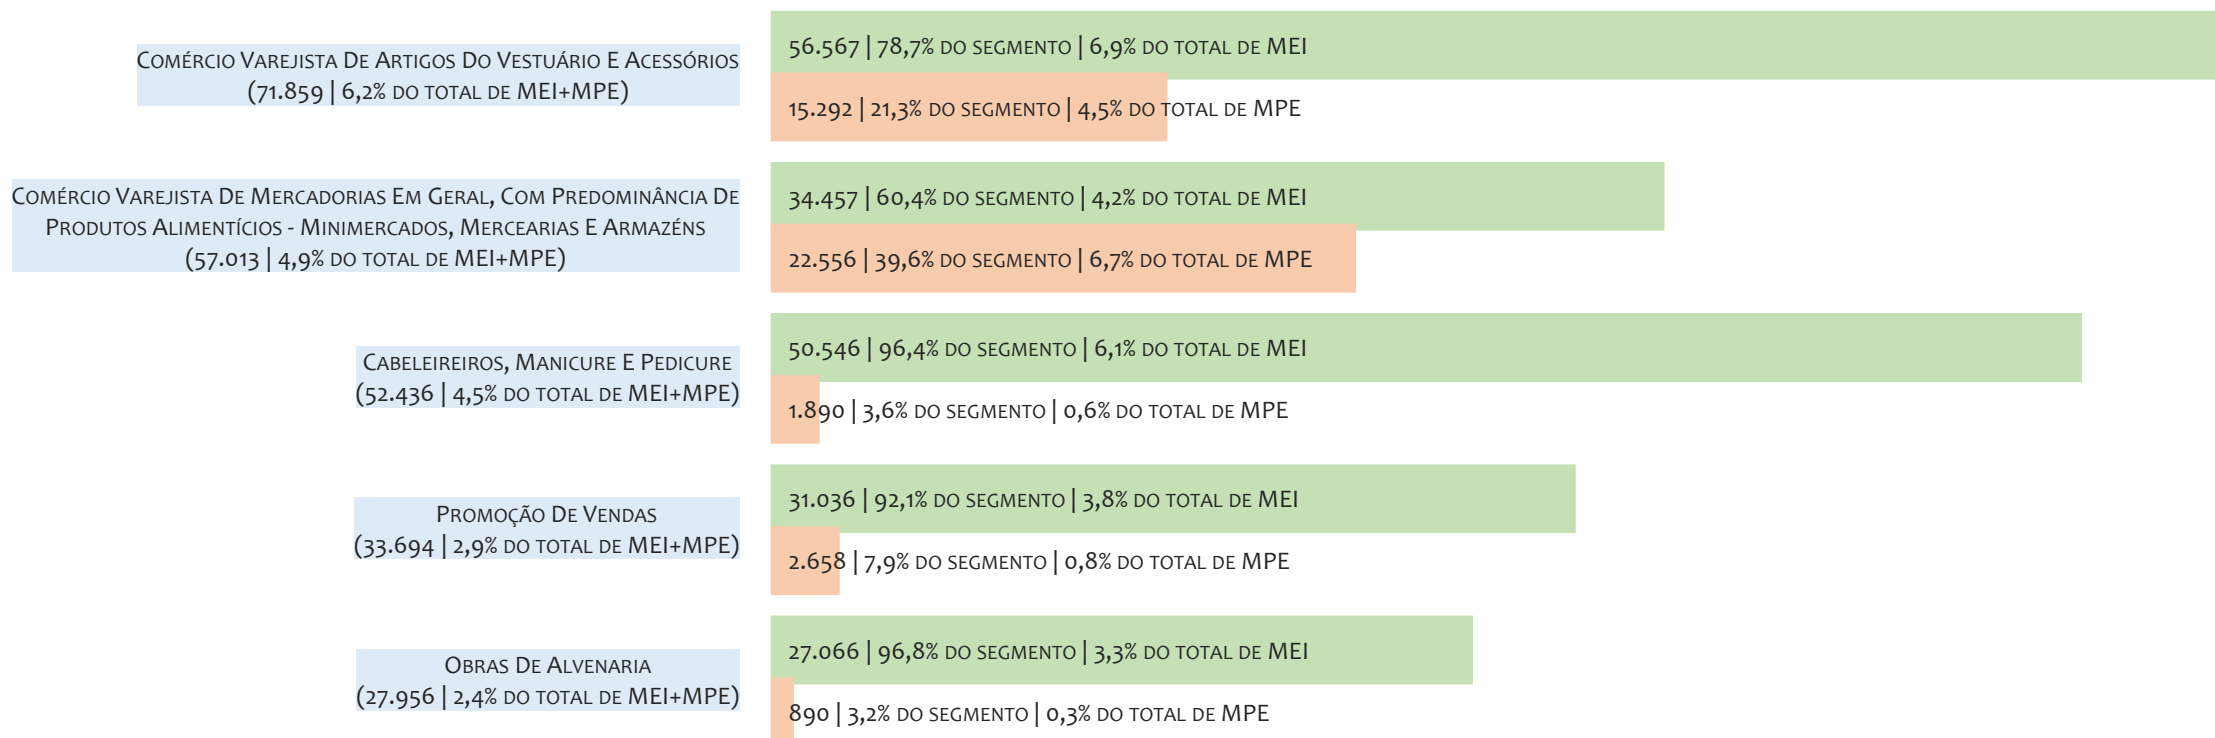 Comércio Varejista De Artigos Do Vestuário E Acessórios
(71.859 | 6,2% do total de MEI+MPE)
56.567 | 78,7% do segmento | 6,9% do total de MEI
15.292 | 21,3% do segmento | 4,5% do total de MPE
Comércio Varejista De Mercadorias Em Geral, Com Predominância De
Produtos Alimentícios - Minimercados, Mercearias E Armazéns
(57.013 | 4,9% do total de MEI+MPE)
34.457 | 60,4% do segmento | 4,2% do total de MEI
22.556 | 39,6% do segmento | 6,7% do total de MPE
Cabeleireiros, Manicure E Pedicure
(52.436 | 4,5% do total de MEI+MPE)
50.546 | 96,4% do segmento | 6,1% do total de MEI
1.890 | 3,6% do segmento | 0,6% do total de MPE
Promoção De Vendas
(33.694 | 2,9% do total de MEI+MPE)
31.036 | 92,1% do segmento | 3,8% do total de MEI
2.658 | 7,9% do segmento | 0,8% do total de MPE
Obras De Alvenaria
(27.956 | 2,4% do total de MEI+MPE)
27.066 | 96,8% do segmento | 3,3% do total de MEI
890 | 3,2% do segmento | 0,3% do total de MPE